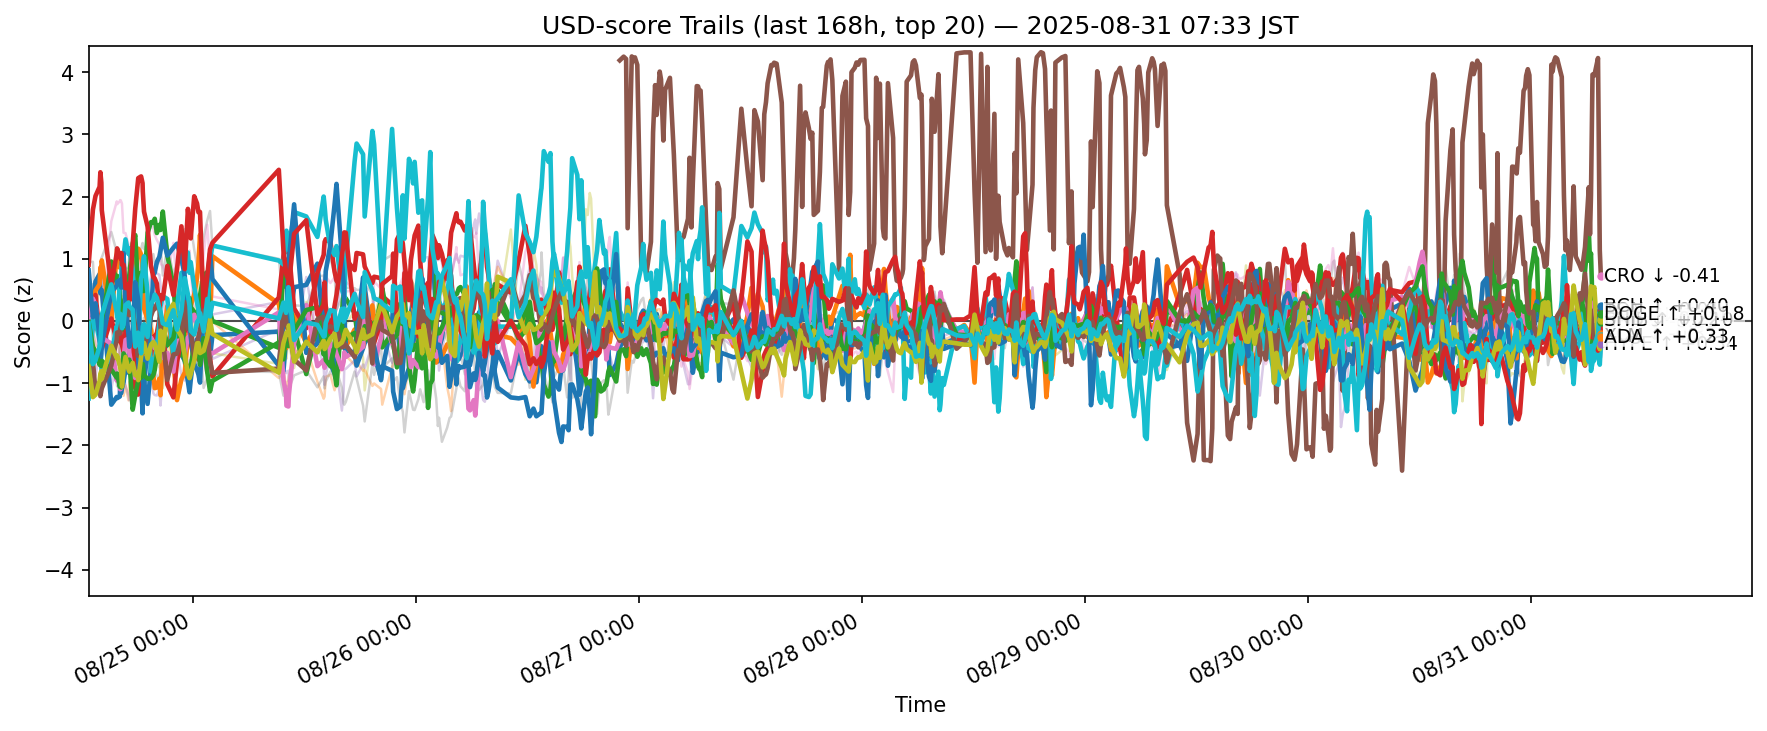 USD-score Trails (last 168h, top 20) — 2025-08-31 07:33 JST
Score (z)
4
3
2
1
0
−1
−2
−3
−4
CRO ↓ -0.41
BCH ↑ +0.40
DOGE ↑ +0.18
ADA ↑ +0.33
08/25 00:00
08/26 00:00
08/27 00:00
08/28 00:00
08/29 00:00
08/30 00:00
08/31 00:00
Time